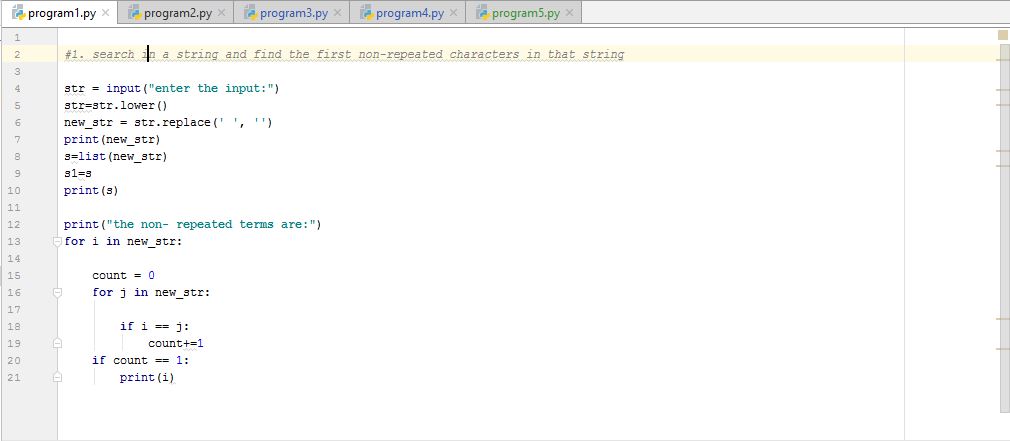 program1.py program2.py program3.py program4.py program5.py
1
2 #1. search in a string and find the first non-repeated characters in that string
3
4 str = input("enter the input:")
5 str=str.lower()
6 new_str = str.replace(' ', '')
7 print(new_str)
8 s=list(new_str)
9 s1=s
10 print(s)
11
12 print("the non- repeated terms are:")
13 for i in new_str:
14
15 count = 0
16 for j in new_str:
17
18 if i == j:
19 count+=1
20 if count == 1:
21 print(i)